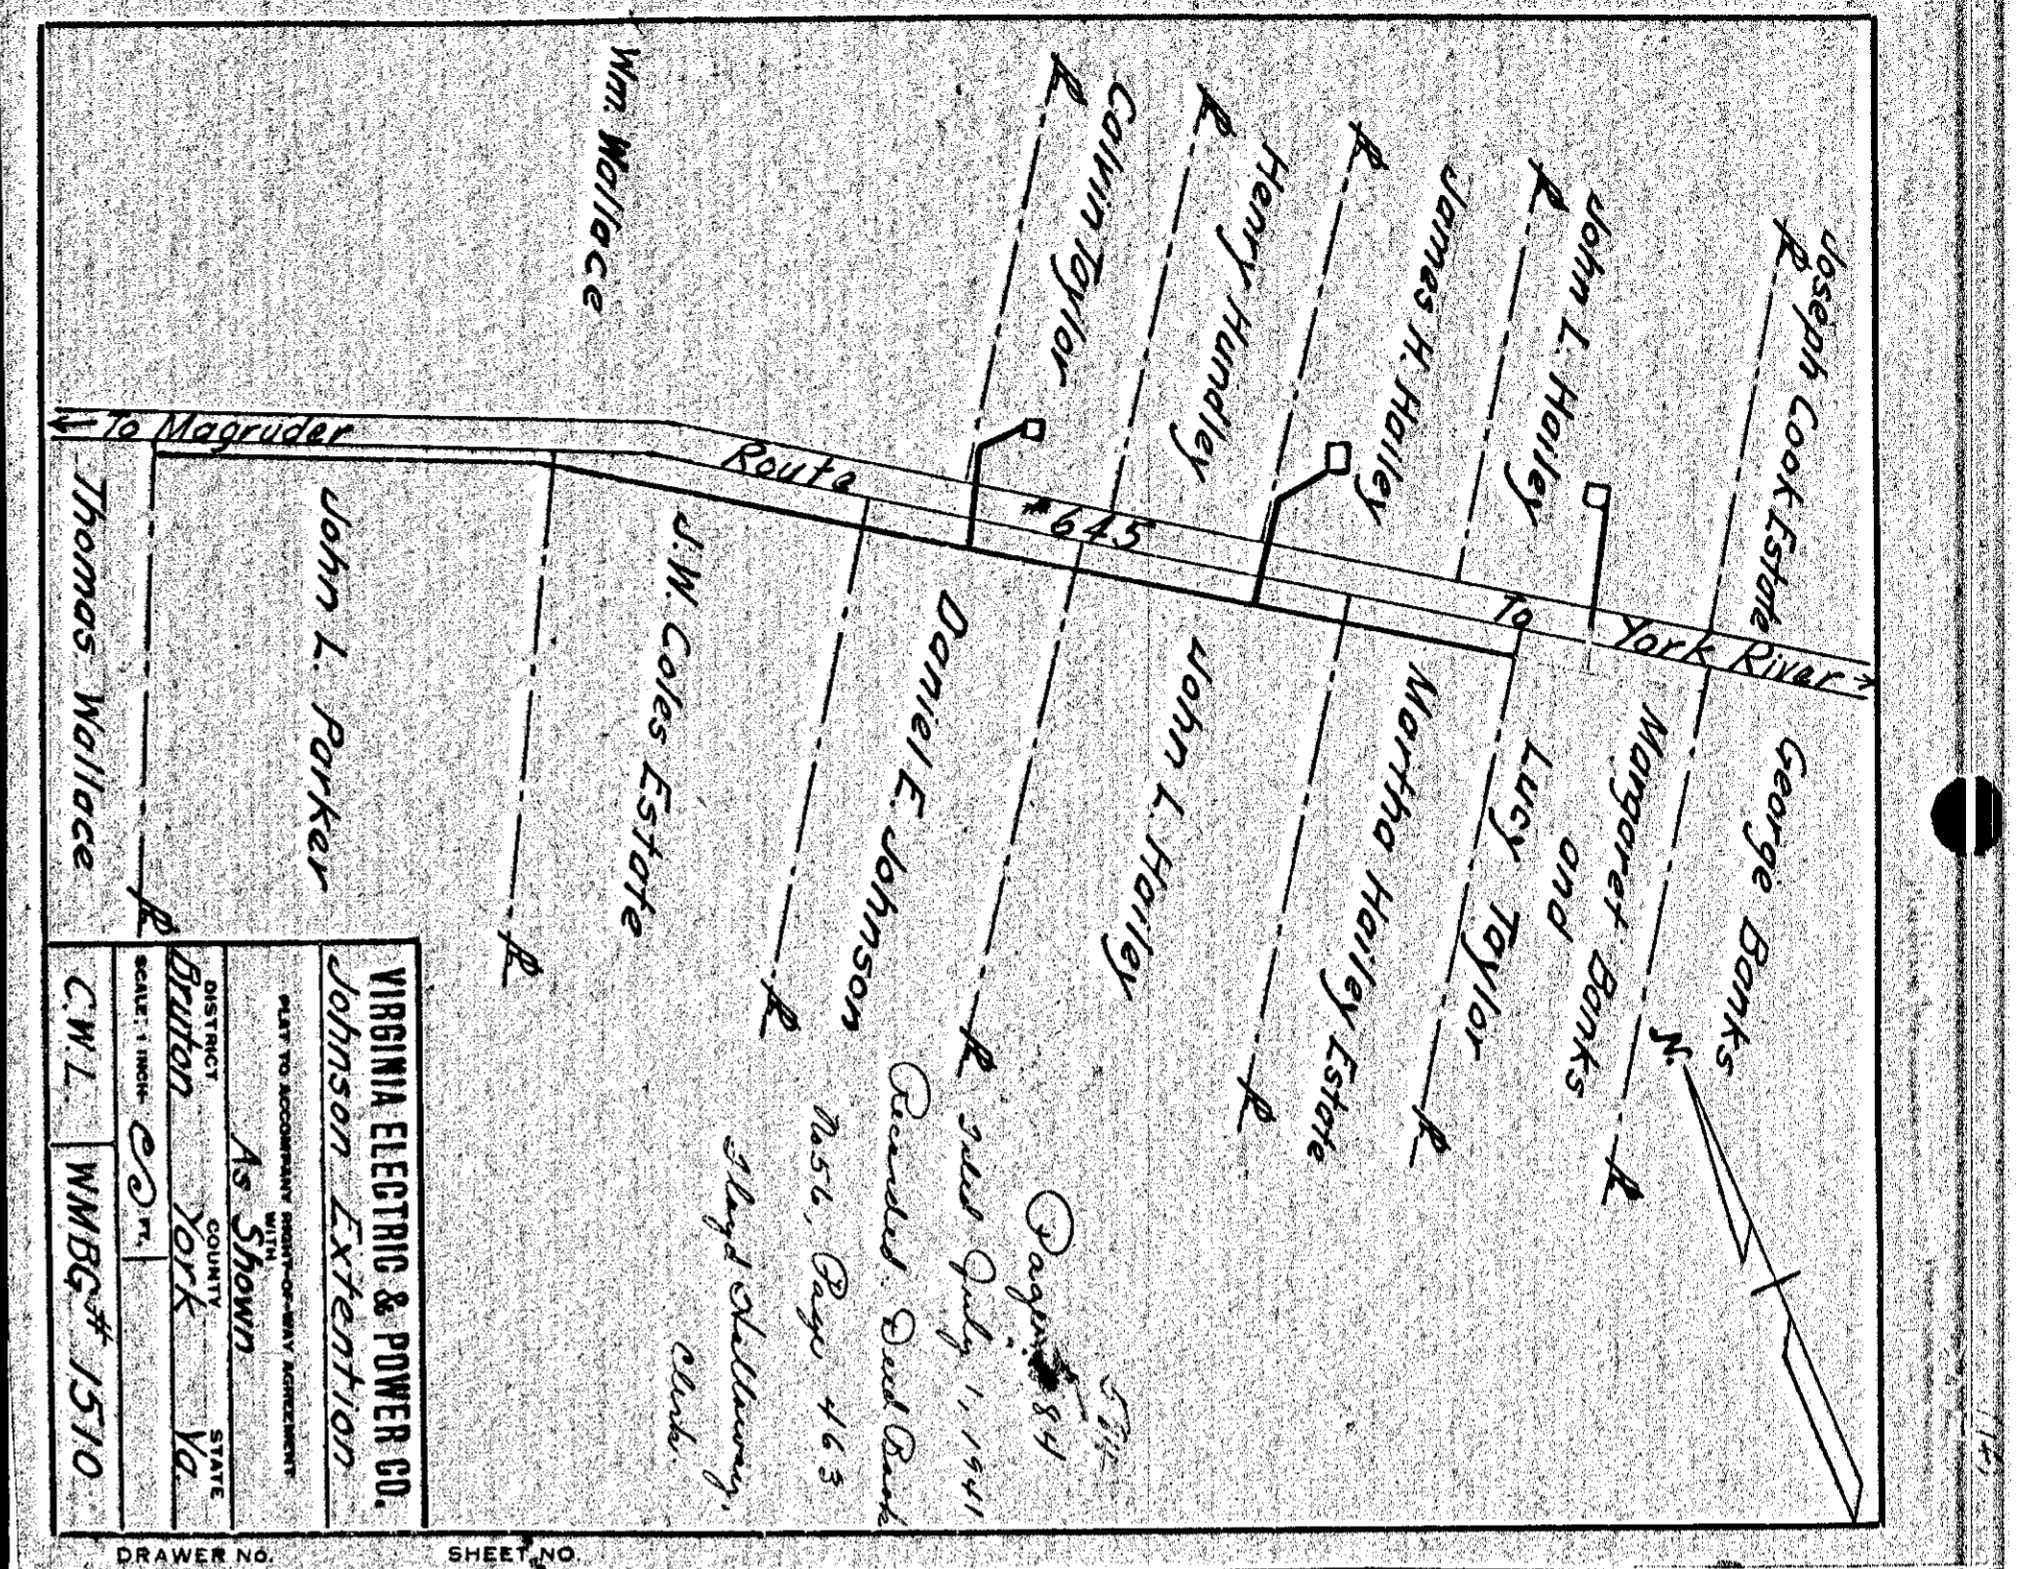 Wm. Wallace
Calvin Taylor
Henry Hundley
James H. Hailey
John L. Hailey
Joseph Cook Estate
← To Magruder
Route
#645
To
York River →
Thomas Wallace
John L. Parker
J.W. Coles Estate
Daniel E. Johnson
John L. Hailey
Martha Hailey Estate
Lucy Taylor
and
Margaret Banks
George Banks
N.
584
84
Filed July 1, 1941
Recorded Deed Book
No 56, Page 463
Floyd Holloway,
Clerk.
VIRGINIA ELECTRIC & POWER CO.
Johnson Extention
PLAT TO ACCOMPANY RIGHT-OF-WAY AGREEMENT
WITH
As Shown
DISTRICT COUNTY STATE
Bruton York Va.
SCALE: 1 INCH FT.
C.W.L. WMBG# 1510
DRAWER NO. SHEET NO.